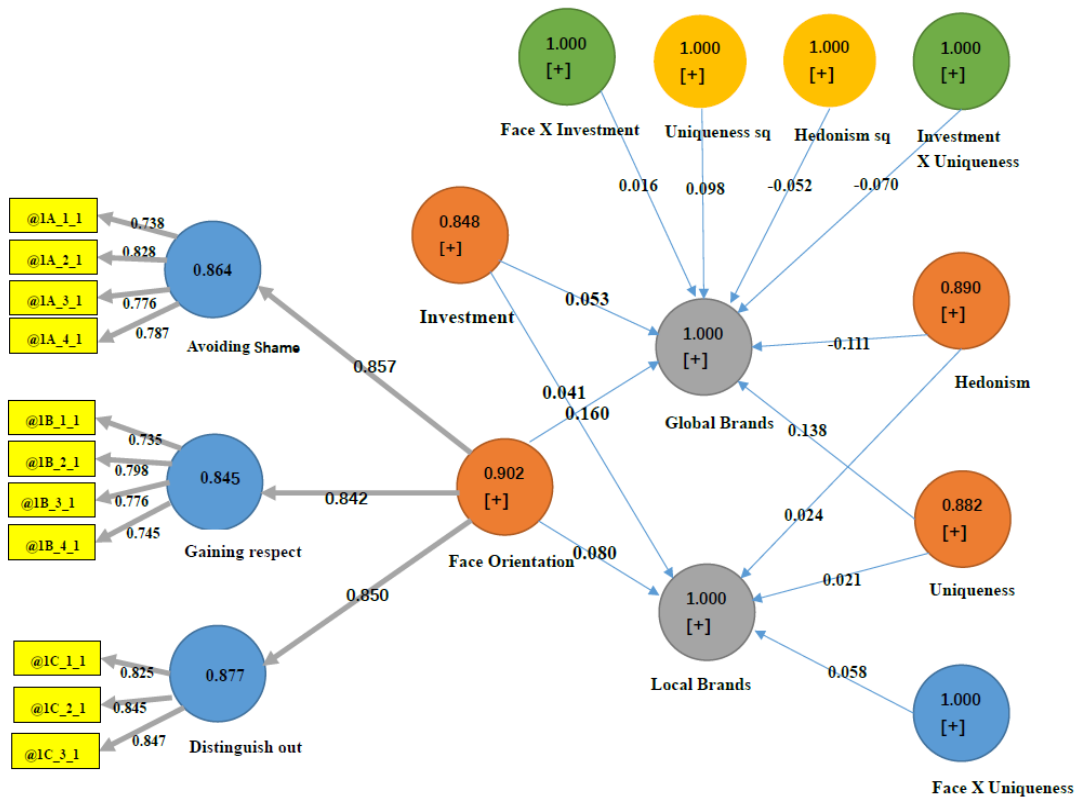 1.000
[+]
Face X Investment
1.000
[+]
Uniqueness sq
1.000
[+]
Hedonism sq
1.000
[+]
Investment
X Uniqueness
0.016
0.098
-0.052
-0.070
@1A_1_1
@1A_2_1
@1A_3_1
@1A_4_1
0.738
0.828
0.776
0.787
0.864
Avoiding Shame
0.848
[+]
Investment
0.053
1.000
[+]
Global Brands
0.890
[+]
Hedonism
-0.111
0.857
0.041
0.160
0.138
@1B_1_1
@1B_2_1
@1B_3_1
@1B_4_1
0.735
0.798
0.776
0.745
0.845
Gaining respect
0.842
0.902
[+]
Face Orientation
0.024
0.882
[+]
Uniqueness
0.080
0.021
0.850
1.000
[+]
Local Brands
@1C_1_1
@1C_2_1
@1C_3_1
0.825
0.845
0.847
0.877
Distinguish out
0.058
1.000
[+]
Face X Uniqueness